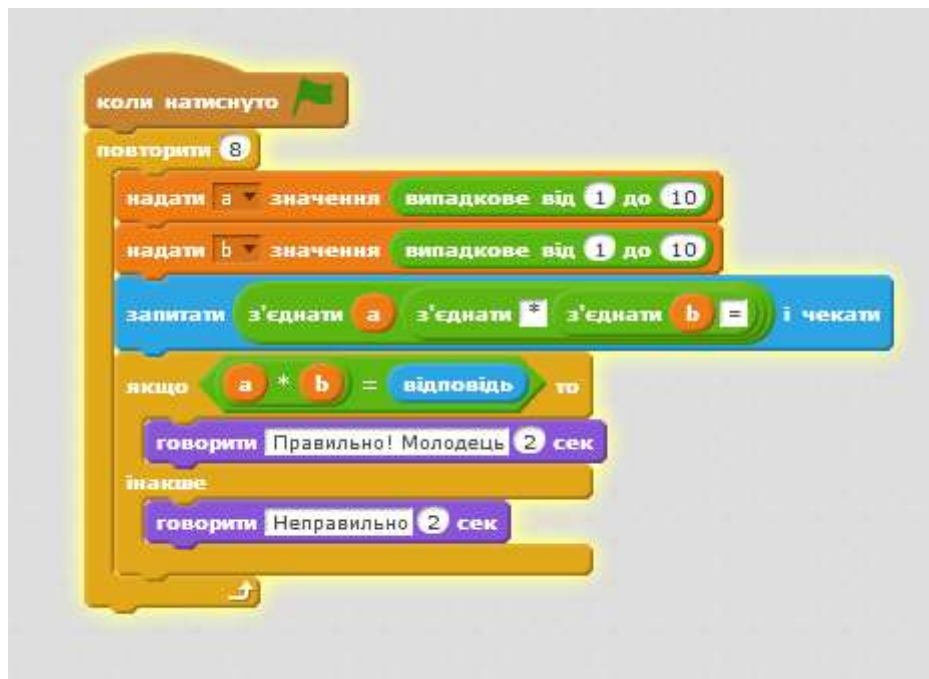 коли натиснуто
повторити 8
надати a значення випадкове від 1 до 10
надати b значення випадкове від 1 до 10
запитати з'єднати a з'єднати * з'єднати b = і чекати
якщо a * b = відповідь то
говорити Правильно! Молодець 2 сек
інакше
говорити Неправильно 2 сек